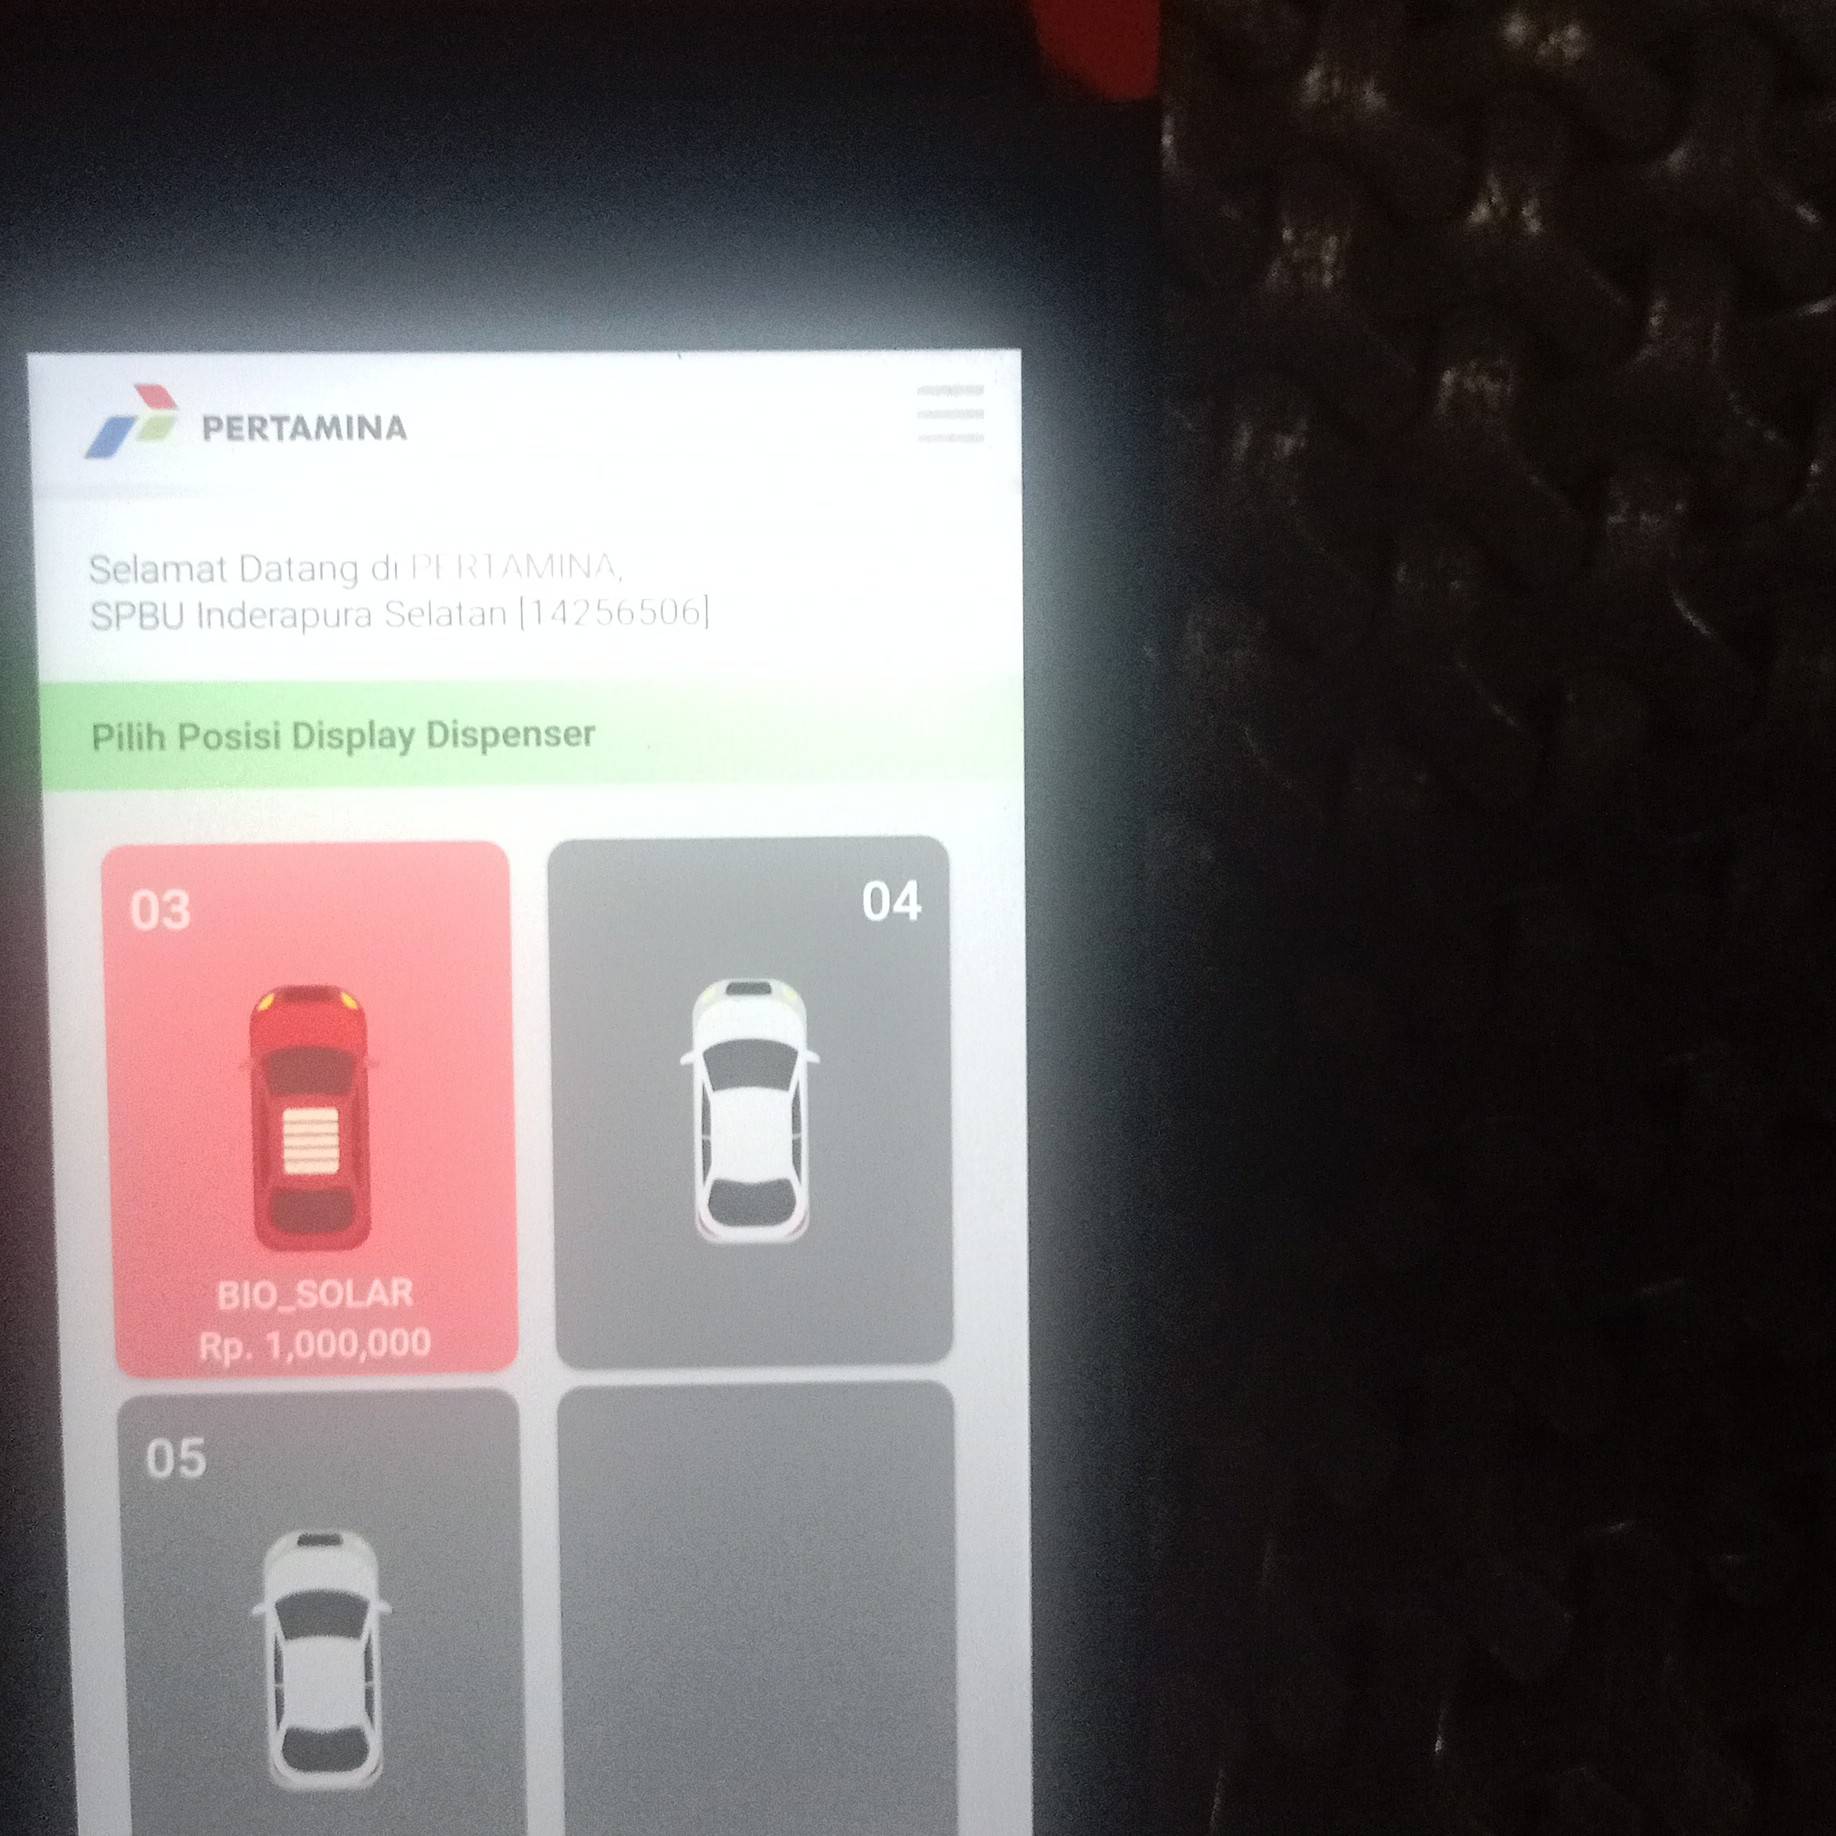 PERTAMINA
Selamat Datang di PERTAMINA,
SPBU Inderapura Selatan [14256506]
Pilih Posisi Display Dispenser
03
04
BIO_SOLAR
Rp. 1,000,000
05